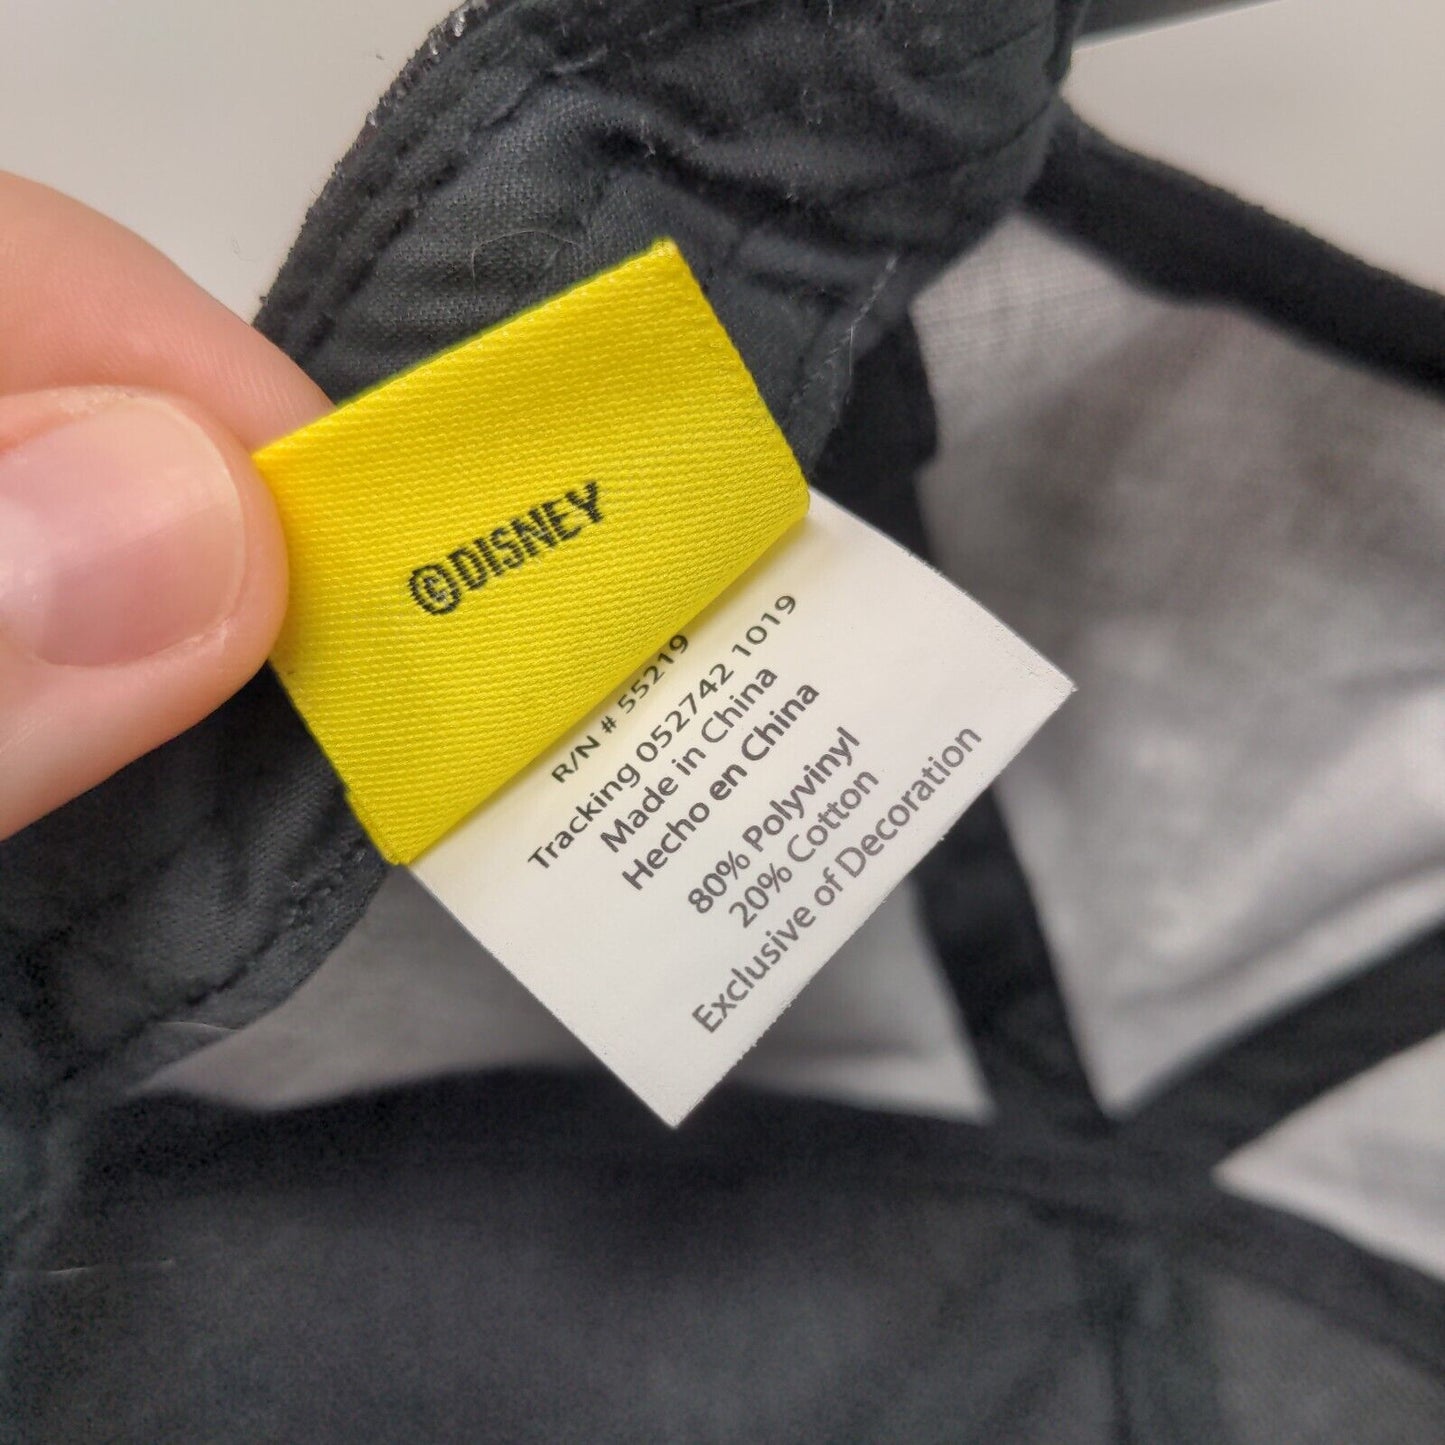 ©DISNEY
R/N # 55219
Tracking 052742 1019
Made in China
Hecho en China
80% Polyvinyl
20% Cotton
Exclusive of Decoration